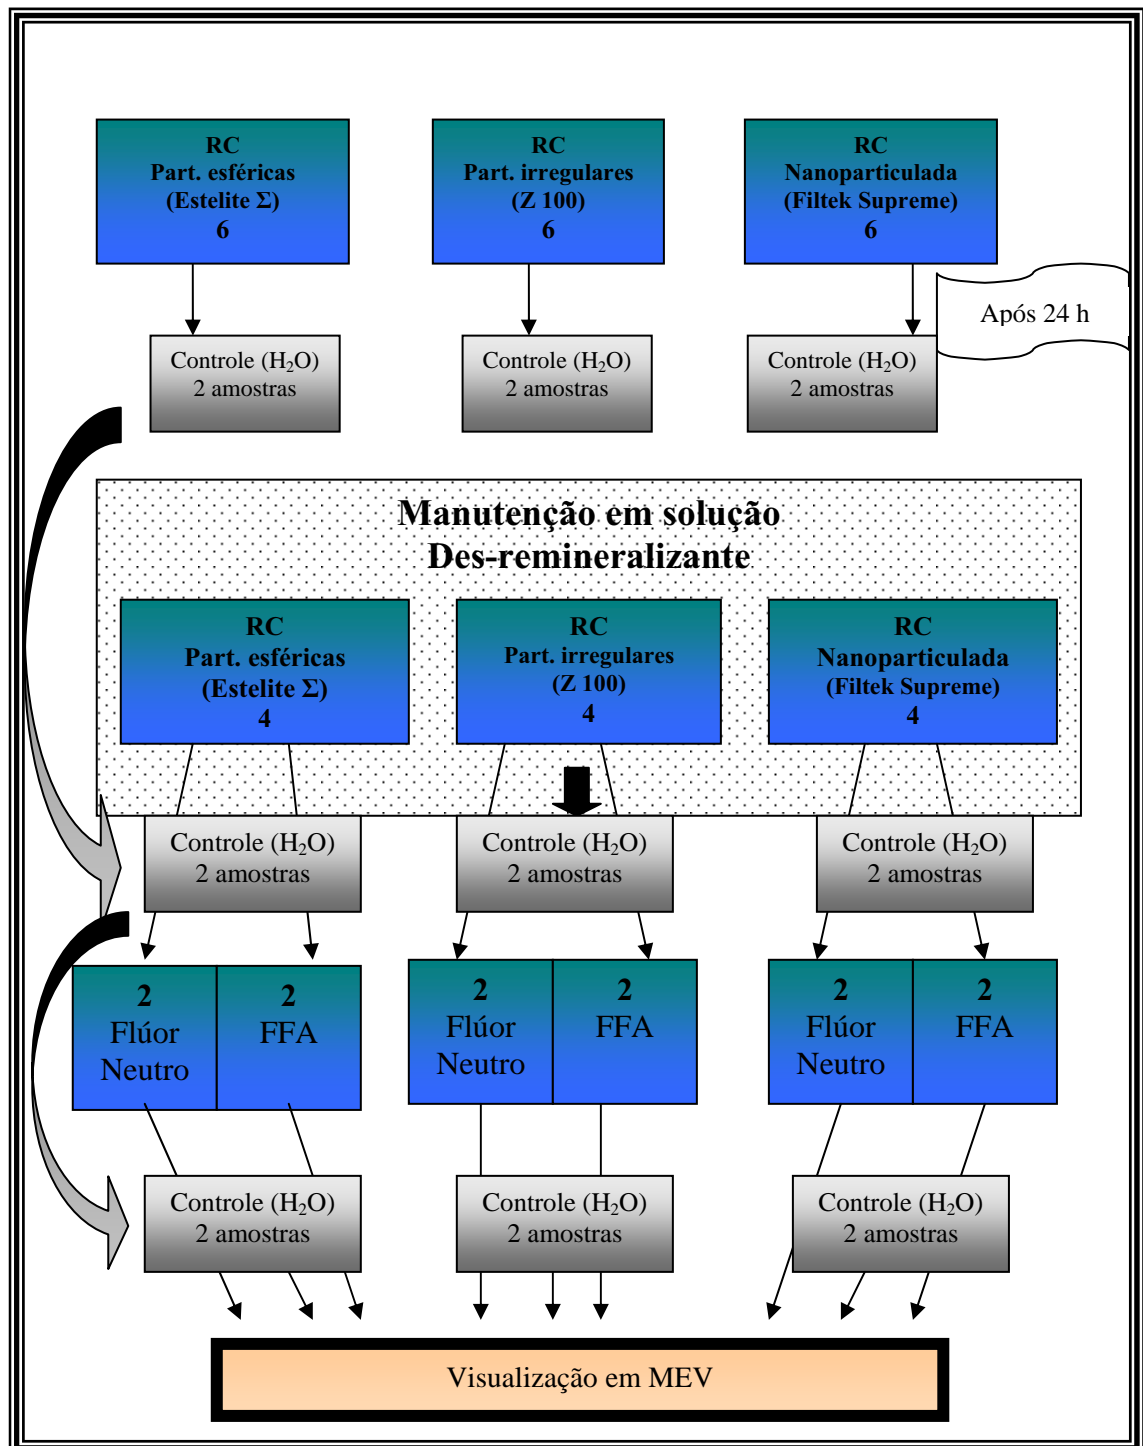 RC
Part. esféricas
(Estelite Σ)
6
RC
Part. irregulares
(Z 100)
6
RC
Nanoparticulada
(Filtek Supreme)
6
Após 24 h
Controle (H₂O)
2 amostras
Controle (H₂O)
2 amostras
Controle (H₂O)
2 amostras
Manutenção em solução
Des-remineralizante
RC
Part. esféricas
(Estelite Σ)
4
RC
Part. irregulares
(Z 100)
4
RC
Nanoparticulada
(Filtek Supreme)
4
Controle (H₂O)
2 amostras
Controle (H₂O)
2 amostras
Controle (H₂O)
2 amostras
2
Flúor
Neutro
2
FFA
2
Flúor
Neutro
2
FFA
2
Flúor
Neutro
2
FFA
Controle (H₂O)
2 amostras
Controle (H₂O)
2 amostras
Controle (H₂O)
2 amostras
Visualização em MEV